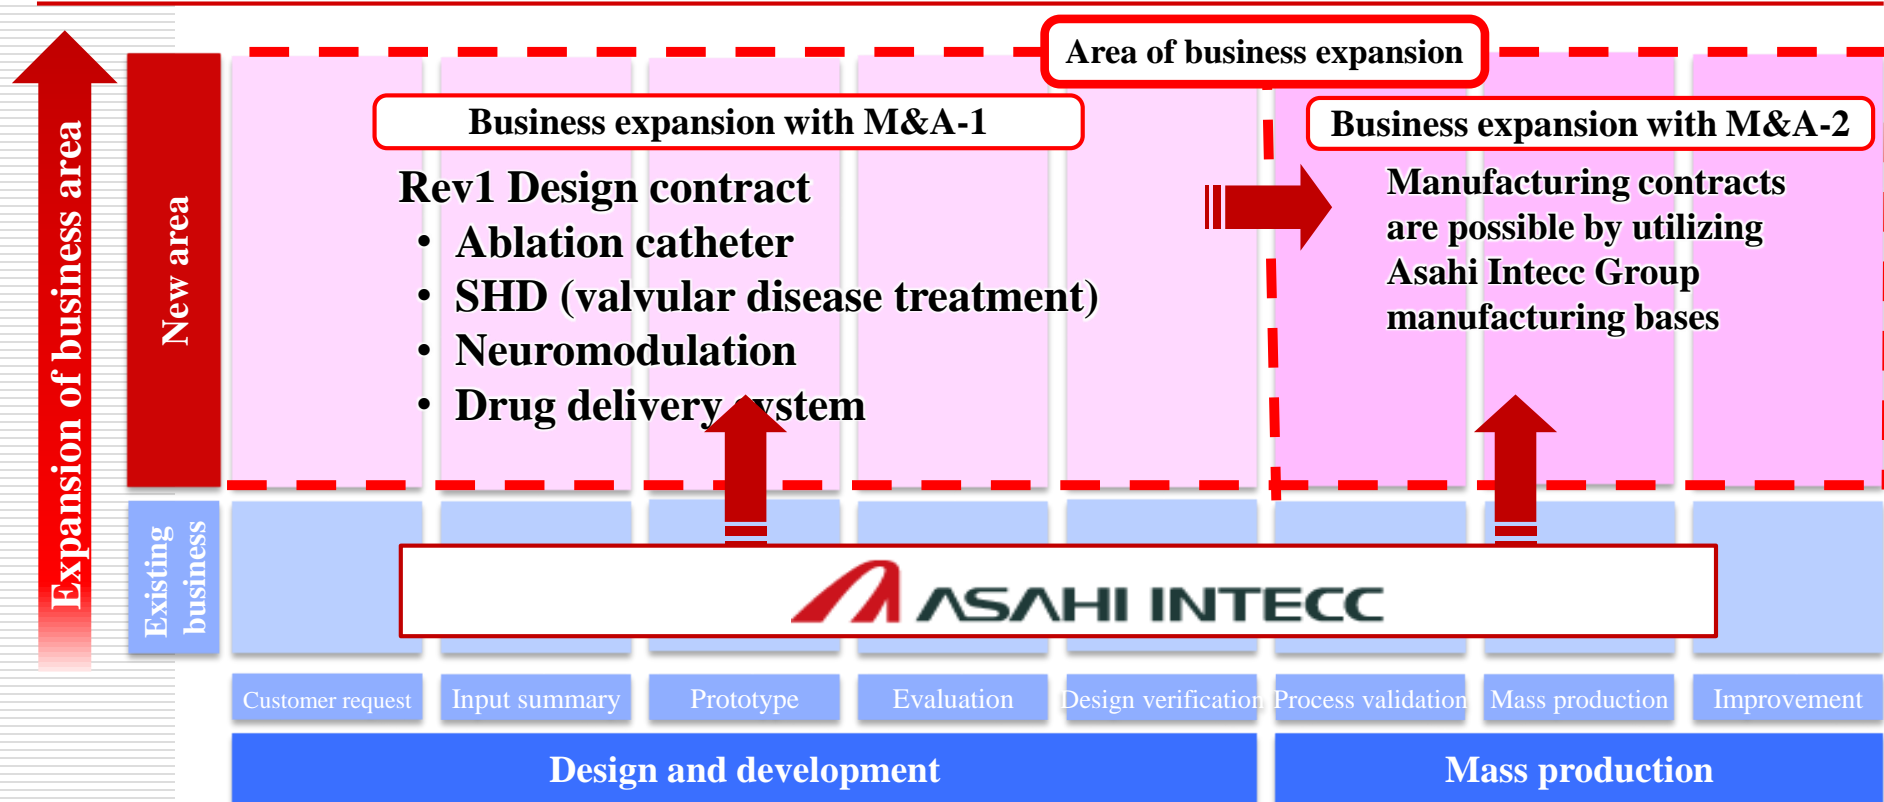 Area of business expansion
Business expansion with M&A-1
Business expansion with M&A-2
Expansion of business area
New area
Rev1 Design contract
• Ablation catheter
• SHD (valvular disease treatment)
• Neuromodulation
• Drug delivery system
Manufacturing contracts
are possible by utilizing
Asahi Intecc Group
manufacturing bases
Existing
business
ASAHI INTECC
Customer request
Input summary
Prototype
Evaluation
Design verification
Process validation
Mass production
Improvement
Design and development
Mass production